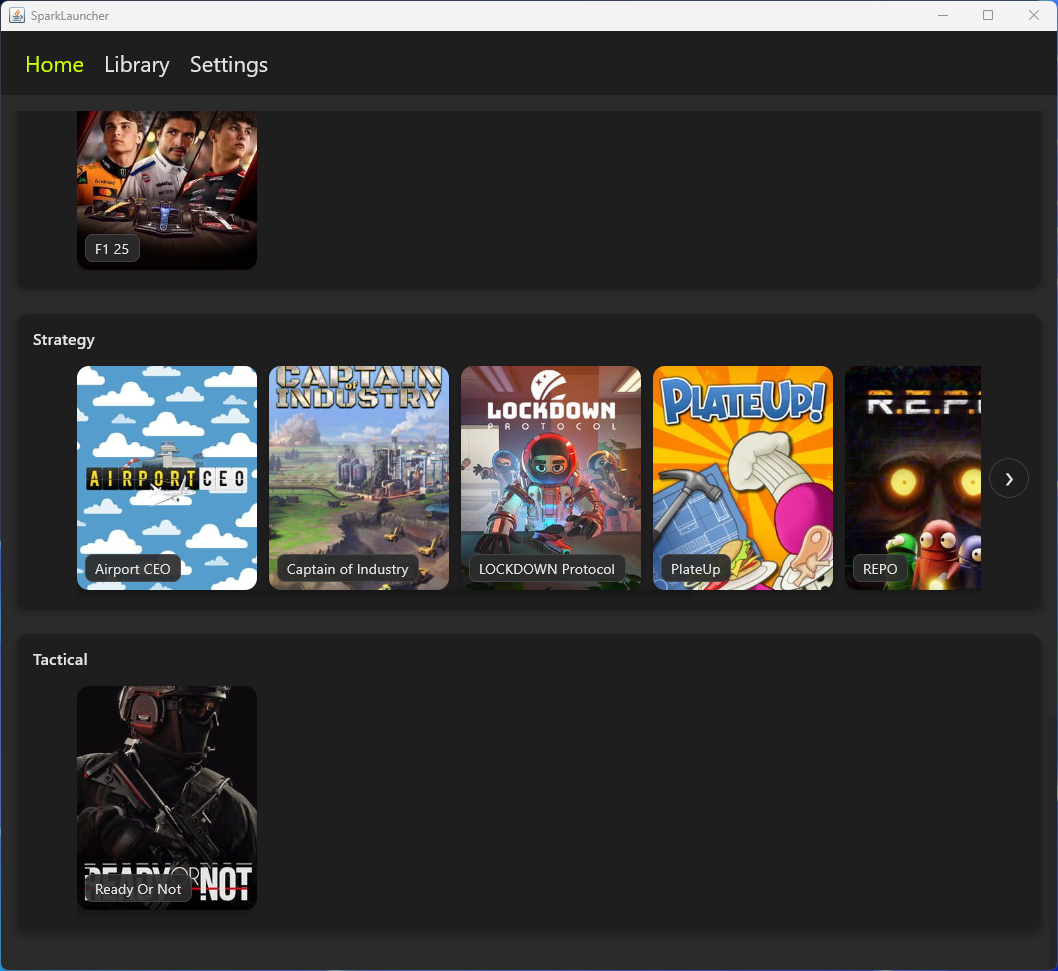 SparkLauncher
Home Library Settings
Android
F1 25
Strategy
AIRPORT CEO
Airport CEO
CAPTAIN
of
INDUSTRY
Captain of Industry
LOCKDOWN
PROTOCOL
LOCKDOWN Protocol
PLATEUP!
PlateUp
R.E.P.
REPO
Tactical
READY OR NOT
Ready Or Not